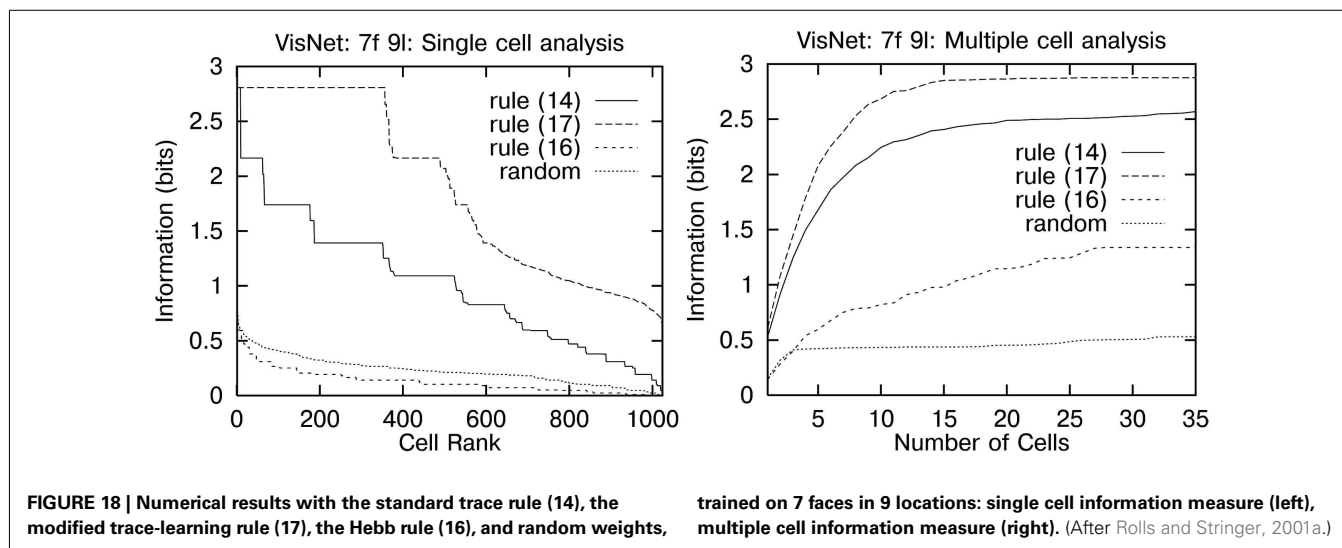 VisNet: 7f 9l: Single cell analysis
3
2.5
2
1.5
1
0.5
0
Information (bits)
rule (14)
rule (17)
rule (16)
random
0
200
400
600
800
1000
Cell Rank
VisNet: 7f 9l: Multiple cell analysis
3
2.5
2
1.5
1
0.5
0
Information (bits)
rule (14)
rule (17)
rule (16)
random
5
10
15
20
25
30
35
Number of Cells
FIGURE 18 | Numerical results with the standard trace rule (14), the
modified trace-learning rule (17), the Hebb rule (16), and random weights,
trained on 7 faces in 9 locations: single cell information measure (left),
multiple cell information measure (right). (After Rolls and Stringer, 2001a.)